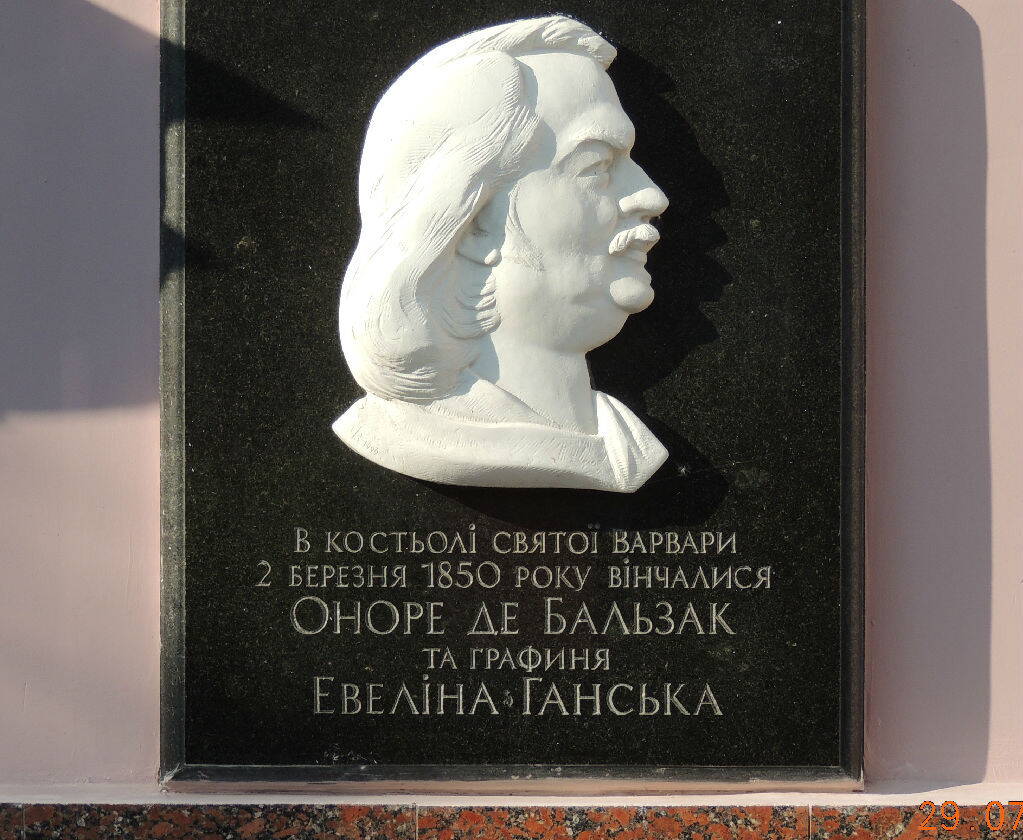 В КОСТЬОЛІ СВЯТОЇ ВАРВАРИ
2 БЕРЕЗНЯ 1850 РОКУ ВІНЧАЛИСЯ
ОНОРЕ ДЕ БАЛЬЗАК
ТА ГРАФИНЯ
ЕВЕЛІНА ГАНСЬКА
29 07